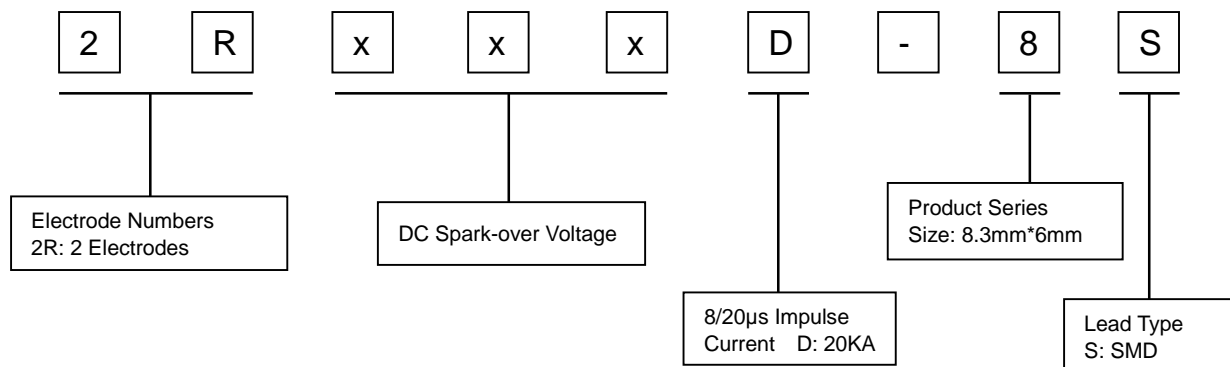 2 R x x x D - 8 S
Electrode Numbers
2R: 2 Electrodes
DC Spark-over Voltage
8/20µs Impulse
Current D: 20KA
Product Series
Size: 8.3mm*6mm
Lead Type
S: SMD